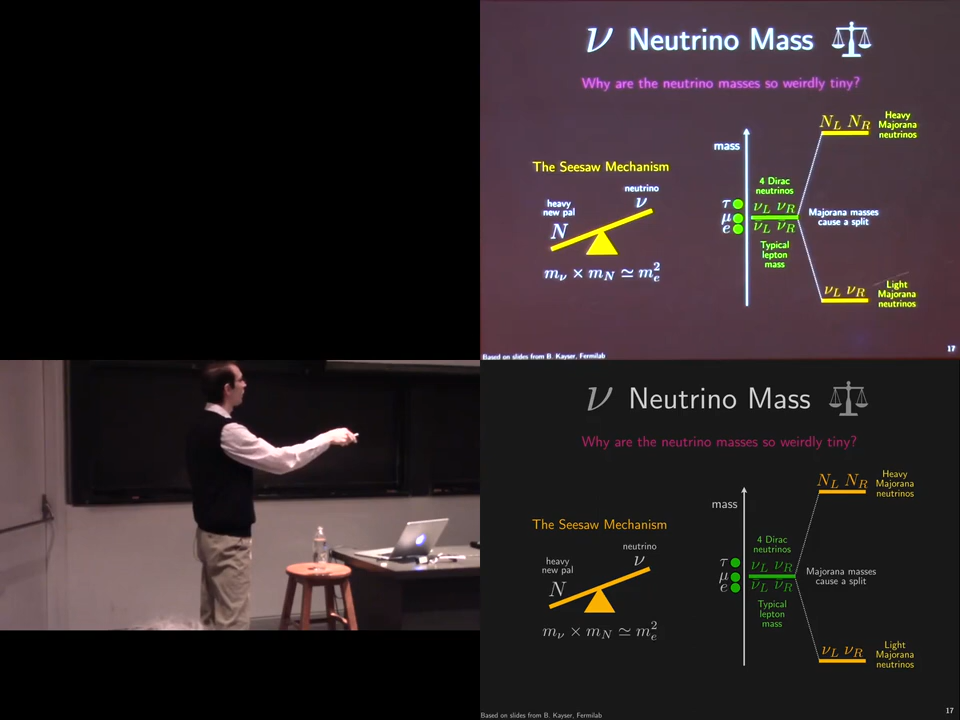 ν Neutrino Mass
Why are the neutrino masses so weirdly tiny?
The Seesaw Mechanism
heavy
new pal
N
neutrino
ν
m_ν × m_N ≃ m_e^2
mass
τ
μ
e
4 Dirac
neutrinos
ν_L ν_R
ν_L ν_R
Typical
lepton
mass
N_L N_R
Heavy
Majorana
neutrinos
Majorana masses
cause a split
ν_L ν_R
Light
Majorana
neutrinos
Based on slides from B. Kayser, Fermilab
17
ν Neutrino Mass
Why are the neutrino masses so weirdly tiny?
The Seesaw Mechanism
heavy
new pal
N
neutrino
ν
m_ν × m_N ≃ m_e^2
mass
τ
μ
e
4 Dirac
neutrinos
ν_L ν_R
ν_L ν_R
Typical
lepton
mass
N_L N_R
Heavy
Majorana
neutrinos
Majorana masses
cause a split
ν_L ν_R
Light
Majorana
neutrinos
Based on slides from B. Kayser, Fermilab
17